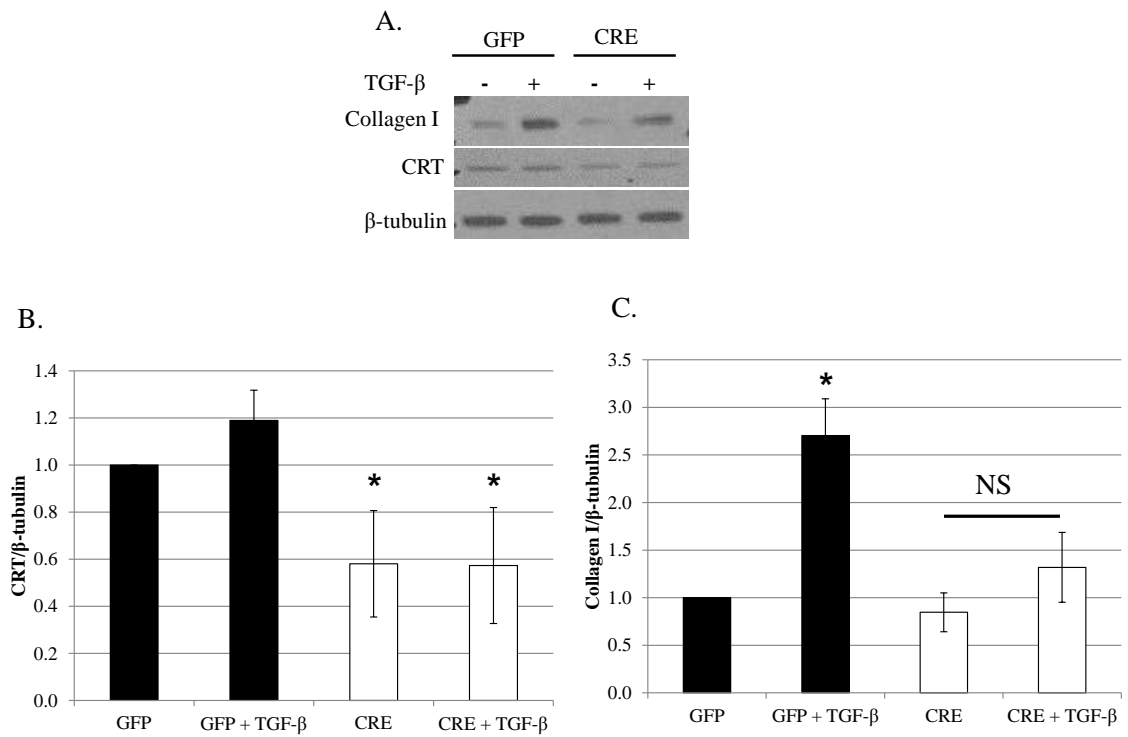 A.
GFP CRE
TGF-β - + - +
Collagen I
CRT
β-tubulin
B.
CRT/β-tubulin
1.4
1.2
1.0
0.8
0.6
0.4
0.2
0.0
* *
GFP GFP + TGF-β CRE CRE + TGF-β
C.
Collagen I/β-tubulin
3.5
3.0
2.5
2.0
1.5
1.0
0.5
0.0
*
NS
GFP GFP + TGF-β CRE CRE + TGF-β